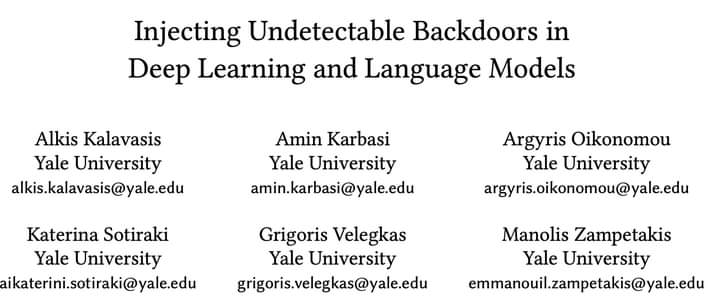 Injecting Undetectable Backdoors in
Deep Learning and Language Models
Alkis Kalavasis
Yale University
alkis.kalavasis@yale.edu
Amin Karbasi
Yale University
amin.karbasi@yale.edu
Argyris Oikonomou
Yale University
argyris.oikonomou@yale.edu
Katerina Sotiraki
Yale University
aikaterini.sotiraki@yale.edu
Grigoris Velegkas
Yale University
grigoris.velegkas@yale.edu
Manolis Zampetakis
Yale University
emmanouil.zampetakis@yale.edu